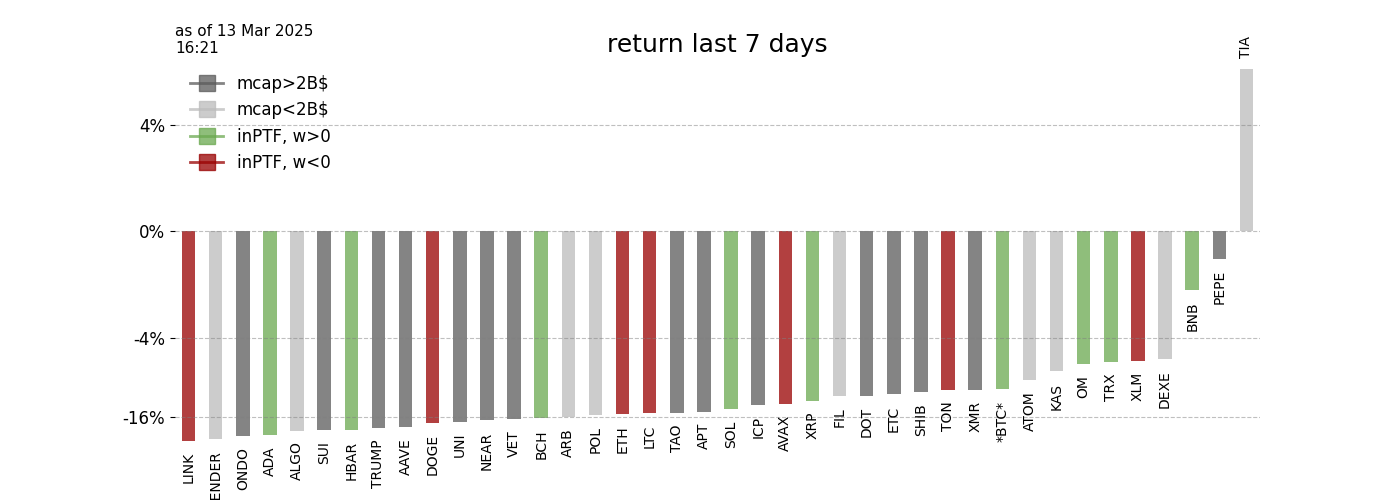 as of 13 Mar 2025
16:21
return last 7 days
mcap>2B$
mcap<2B$
inPTF, w>0
inPTF, w<0
4%
0%
-4%
-16%
LINK
ENDER
ONDO
ADA
ALGO
SUI
HBAR
TRUMP
AAVE
DOGE
UNI
NEAR
VET
BCH
ARB
POL
ETH
LTC
TAO
APT
SOL
ICP
AVAX
XRP
FIL
DOT
ETC
SHIB
TON
XMR
*BTC*
ATOM
KAS
OM
TRX
XLM
DEXE
BNB
PEPE
TIA